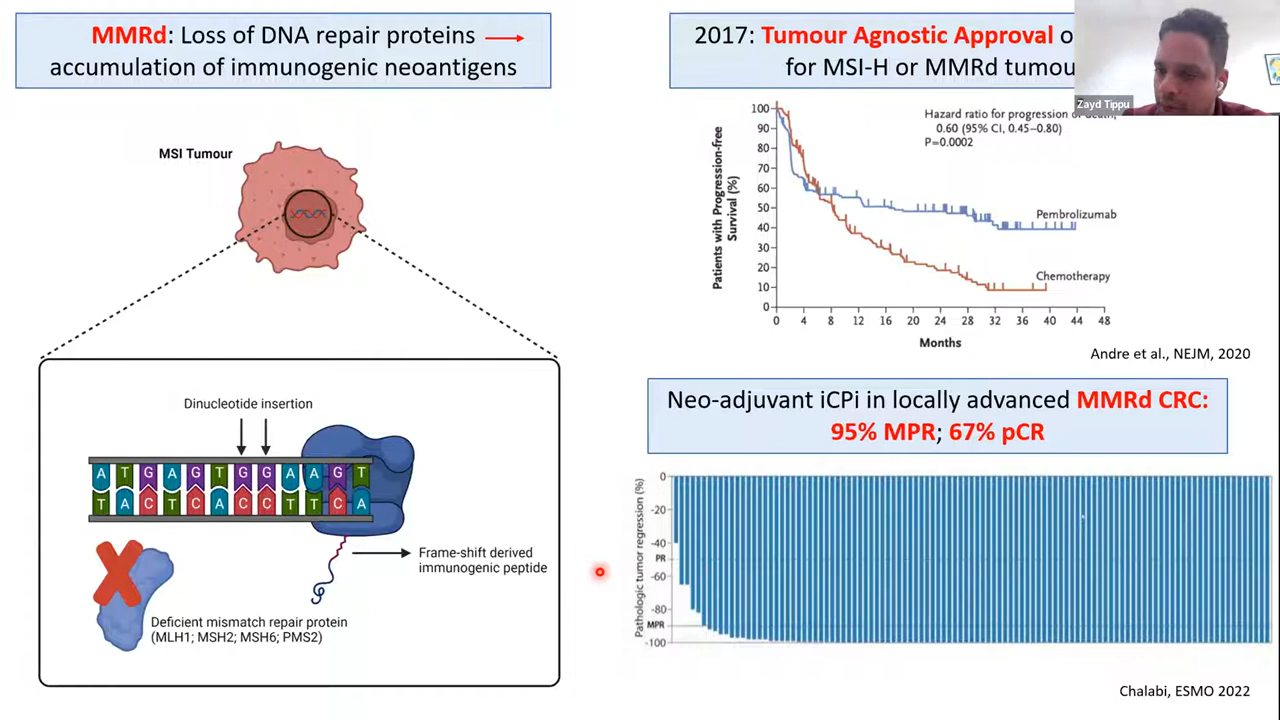 MMRd: Loss of DNA repair proteins
accumulation of immunogenic neoantigens
MSI Tumour
Dinucleotide insertion
A T G A G T G G A A G T
T A C T C A C C T T C A
Frame-shift derived
immunogenic peptide
Deficient mismatch repair protein
(MLH1; MSH2; MSH6; PMS2)
2017: Tumour Agnostic Approval
for MSI-H or MMRd
Zayd Tippu
Hazard ratio for progression or death,
0.60 (95% CI, 0.45–0.80)
P=0.0002
Patients with Progression-free
Survival (%)
100
90
80
70
60
50
40
30
20
10
0
Pembrolizumab
Chemotherapy
0 4 8 12 16 20 24 28 32 36 40 44 48
Months
Andre et al., NEJM, 2020
Neo-adjuvant iCPi in locally advanced MMRd CRC:
95% MPR; 67% pCR
Pathologic tumor regression (%)
0
-20
-40
PR
-60
-80
MPR
-100
Chalabi, ESMO 2022